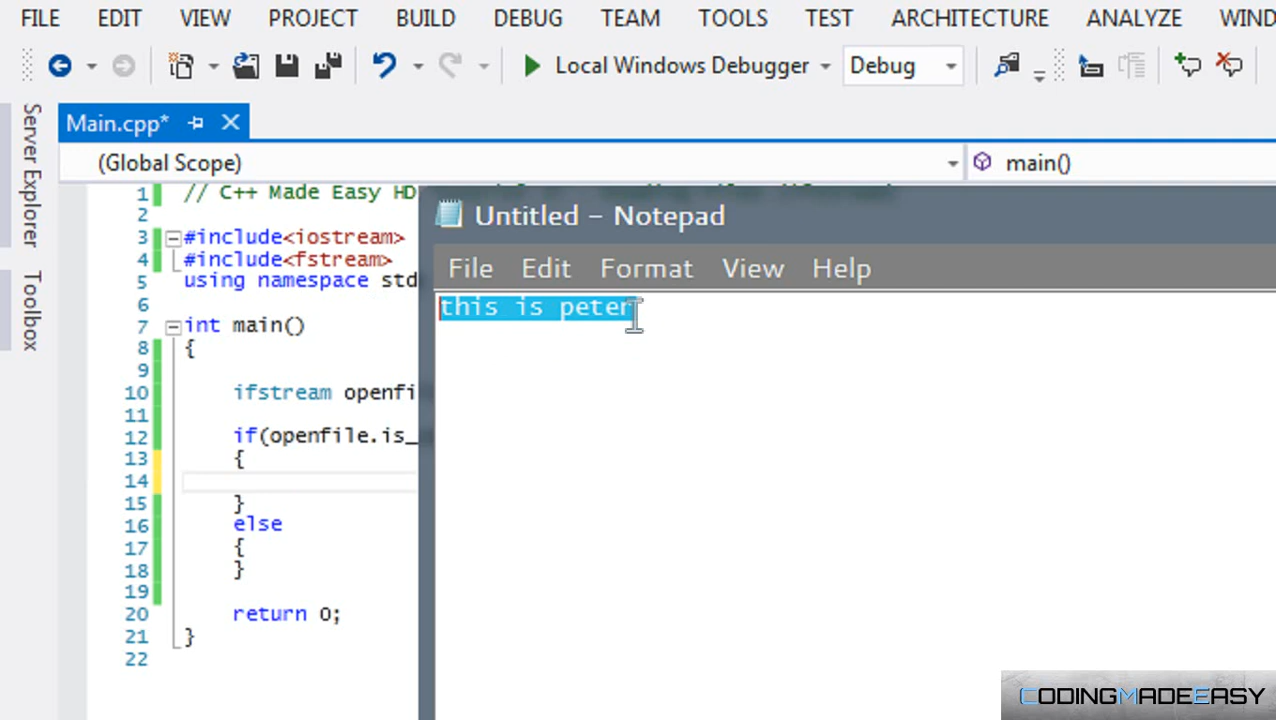 FILE EDIT VIEW PROJECT BUILD DEBUG TEAM TOOLS TEST ARCHITECTURE ANALYZE WIND
Local Windows Debugger Debug
Server Explorer
Toolbox
Main.cpp*
(Global Scope) main()
1 // C++ Made Easy HD
2
3 #include<iostream>
4 #include<fstream>
5 using namespace std
6
7 int main()
8 {
9
10 ifstream openfi
11
12 if(openfile.is_
13 {
14
15 }
16 else
17 {
18 }
19
20 return 0;
21 }
22
Untitled – Notepad
File Edit Format View Help
this is peter
CODINGMADEEASY